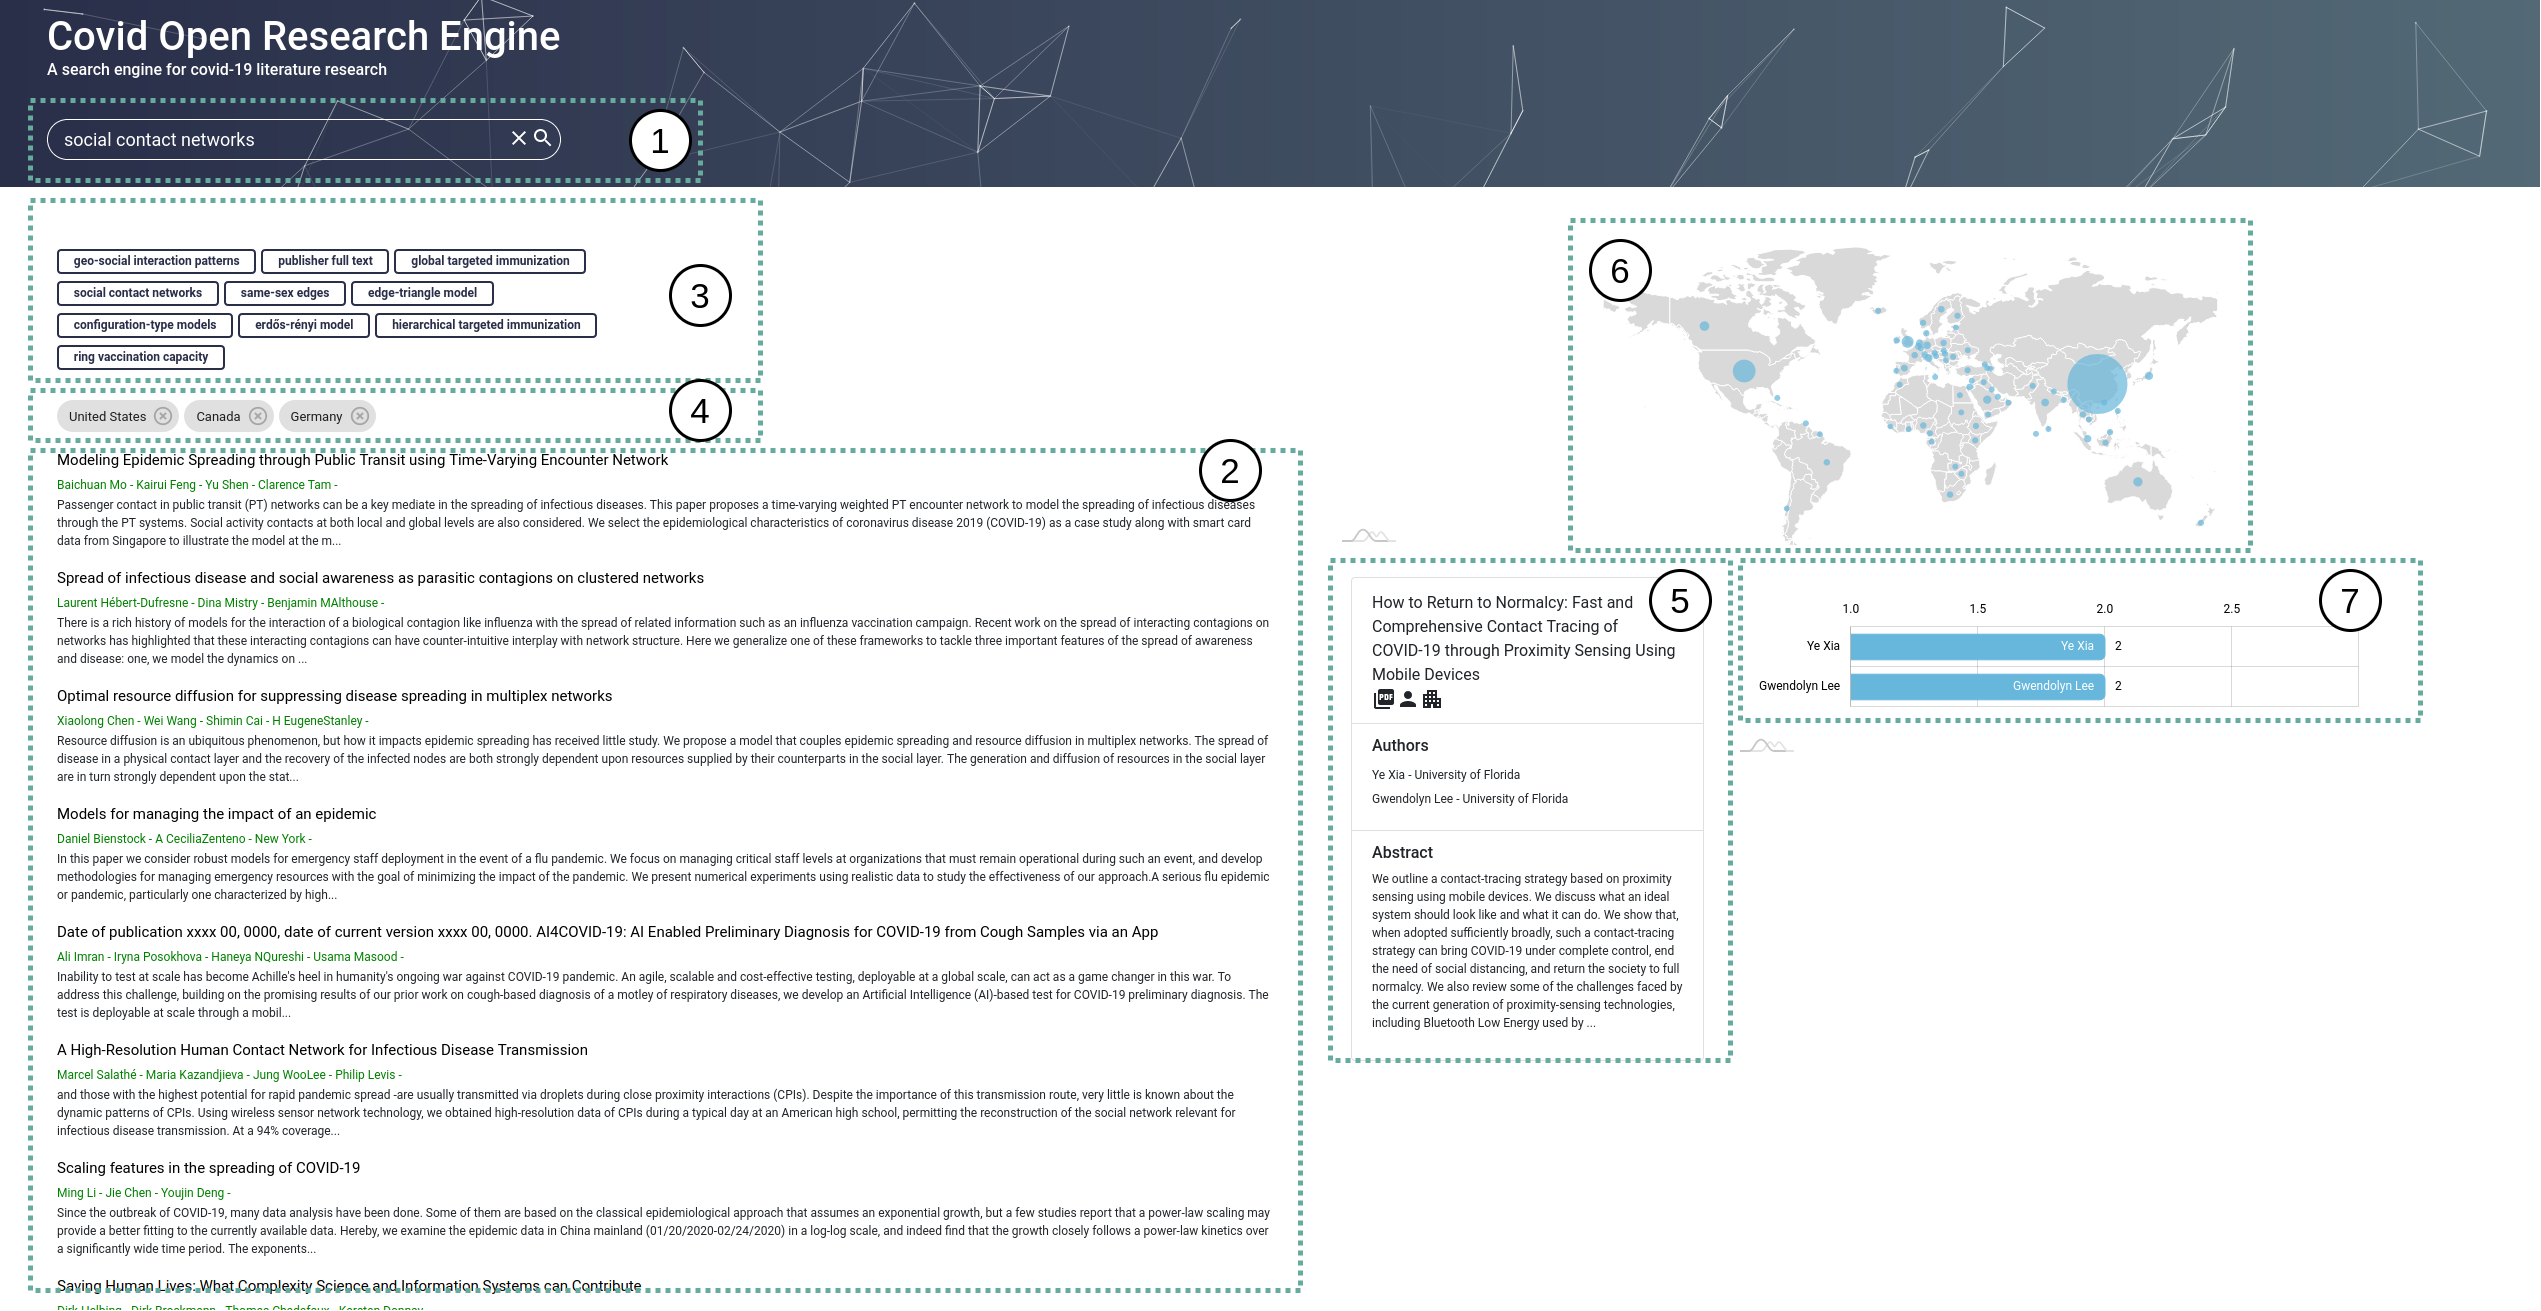 Covid Open Research Engine
A search engine for covid-19 literature research
social contact networks
1
geo-social interaction patterns
publisher full text
global targeted immunization
social contact networks
same-sex edges
edge-triangle model
configuration-type models
erdős-rényi model
hierarchical targeted immunization
ring vaccination capacity
3
United States
Canada
Germany
4
2
Modeling Epidemic Spreading through Public Transit using Time-Varying Encounter Network
Baichuan Mo - Kairui Feng - Yu Shen - Clarence Tam -
Passenger contact in public transit (PT) networks can be a key mediate in the spreading of infectious diseases. This paper proposes a time-varying weighted PT encounter network to model the spreading of infectious diseases
through the PT systems. Social activity contacts at both local and global levels are also considered. We select the epidemiological characteristics of coronavirus disease 2019 (COVID-19) as a case study along with smart card
data from Singapore to illustrate the model at the m...
Spread of infectious disease and social awareness as parasitic contagions on clustered networks
Laurent Hébert-Dufresne - Dina Mistry - Benjamin MAlthouse -
There is a rich history of models for the interaction of a biological contagion like influenza with the spread of related information such as an influenza vaccination campaign. Recent work on the spread of interacting contagions on
networks has highlighted that these interacting contagions can have counter-intuitive interplay with network structure. Here we generalize one of these frameworks to tackle three important features of the spread of awareness
and disease: one, we model the dynamics on ...
Optimal resource diffusion for suppressing disease spreading in multiplex networks
Xiaolong Chen - Wei Wang - Shimin Cai - H EugeneStanley -
Resource diffusion is an ubiquitous phenomenon, but how it impacts epidemic spreading has received little study. We propose a model that couples epidemic spreading and resource diffusion in multiplex networks. The spread of
disease in a physical contact layer and the recovery of the infected nodes are both strongly dependent upon resources supplied by their counterparts in the social layer. The generation and diffusion of resources in the social layer
are in turn strongly dependent upon the stat...
Models for managing the impact of an epidemic
Daniel Bienstock - A CeciliaZenteno - New York -
In this paper we consider robust models for emergency staff deployment in the event of a flu pandemic. We focus on managing critical staff levels at organizations that must remain operational during such an event, and develop
methodologies for managing emergency resources with the goal of minimizing the impact of the pandemic. We present numerical experiments using realistic data to study the effectiveness of our approach.A serious flu epidemic
or pandemic, particularly one characterized by high...
Date of publication xxxx 00, 0000, date of current version xxxx 00, 0000. AI4COVID-19: AI Enabled Preliminary Diagnosis for COVID-19 from Cough Samples via an App
Ali Imran - Iryna Posokhova - Haneya NQureshi - Usama Masood -
Inability to test at scale has become Achille's heel in humanity's ongoing war against COVID-19 pandemic. An agile, scalable and cost-effective testing, deployable at a global scale, can act as a game changer in this war. To
address this challenge, building on the promising results of our prior work on cough-based diagnosis of a motley of respiratory diseases, we develop an Artificial Intelligence (AI)-based test for COVID-19 preliminary diagnosis. The
test is deployable at scale through a mobil...
A High-Resolution Human Contact Network for Infectious Disease Transmission
Marcel Salathé - Maria Kazandjieva - Jung WooLee - Philip Levis -
and those with the highest potential for rapid pandemic spread -are usually transmitted via droplets during close proximity interactions (CPIs). Despite the importance of this transmission route, very little is known about the
dynamic patterns of CPIs. Using wireless sensor network technology, we obtained high-resolution data of CPIs during a typical day at an American high school, permitting the reconstruction of the social network relevant for
infectious disease transmission. At a 94% coverage...
Scaling features in the spreading of COVID-19
Ming Li - Jie Chen - Youjin Deng -
Since the outbreak of COVID-19, many data analysis have been done. Some of them are based on the classical epidemiological approach that assumes an exponential growth, but a few studies report that a power-law scaling may
provide a better fitting to the currently available data. Hereby, we examine the epidemic data in China mainland (01/20/2020-02/24/2020) in a log-log scale, and indeed find that the growth closely follows a power-law kinetics over
a significantly wide time period. The exponents...
Saving Human Lives: What Complexity Science and Information Systems can Contribute
6
5
How to Return to Normalcy: Fast and
Comprehensive Contact Tracing of
COVID-19 through Proximity Sensing Using
Mobile Devices
PDF
Authors
Ye Xia - University of Florida
Gwendolyn Lee - University of Florida
Abstract
We outline a contact-tracing strategy based on proximity
sensing using mobile devices. We discuss what an ideal
system should look like and what it can do. We show that,
when adopted sufficiently broadly, such a contact-tracing
strategy can bring COVID-19 under complete control, end
the need of social distancing, and return the society to full
normalcy. We also review some of the challenges faced by
the current generation of proximity-sensing technologies,
including Bluetooth Low Energy used by ...
7
1.0 1.5 2.0 2.5
Ye Xia Ye Xia 2
Gwendolyn Lee Gwendolyn Lee 2